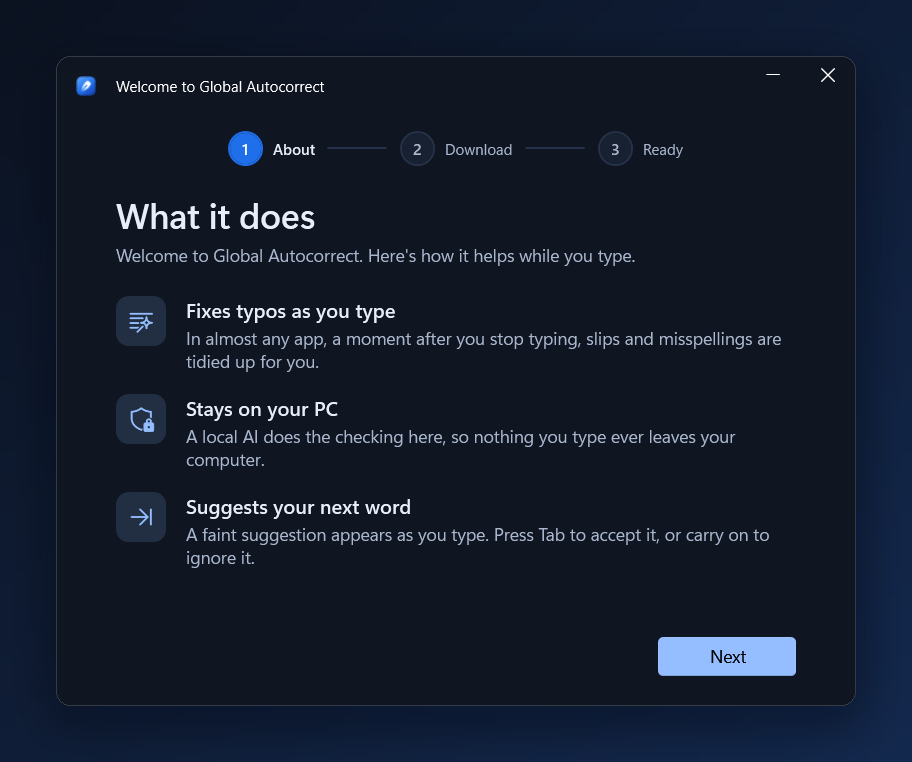 Welcome to Global Autocorrect
1 About 2 Download 3 Ready
What it does
Welcome to Global Autocorrect. Here's how it helps while you type.
Fixes typos as you type
In almost any app, a moment after you stop typing, slips and misspellings are
tidied up for you.
Stays on your PC
A local AI does the checking here, so nothing you type ever leaves your
computer.
Suggests your next word
A faint suggestion appears as you type. Press Tab to accept it, or carry on to
ignore it.
Next